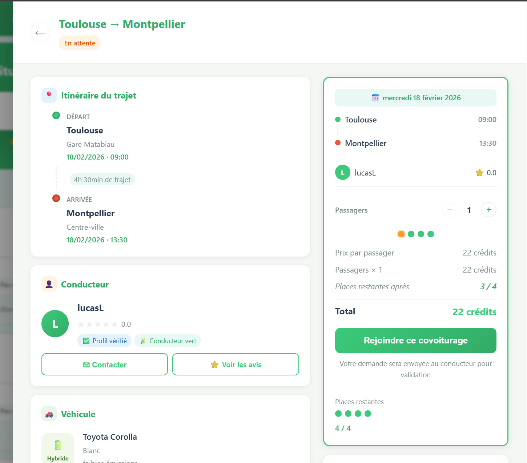 Toulouse → Montpellier
En attente
Itinéraire du trajet
DÉPART
Toulouse
Gare Matabiau
18/02/2026 · 09:00
4h 30min de trajet
ARRIVÉE
Montpellier
Centre-ville
18/02/2026 · 13:30
Conducteur
L
lucasL
0.0
Profil vérifié
Conducteur vert
Contacter
Voir les avis
Véhicule
Hybride
Toyota Corolla
Blanc
mercredi 18 février 2026
Toulouse 09:00
Montpellier 13:30
L lucasL 0.0
Passagers − 1 +
Prix par passager 22 crédits
Passagers × 1 22 crédits
Places restantes après 3 / 4
Total 22 crédits
Rejoindre ce covoiturage
Votre demande sera envoyée au conducteur pour
validation
Places restantes
4 / 4